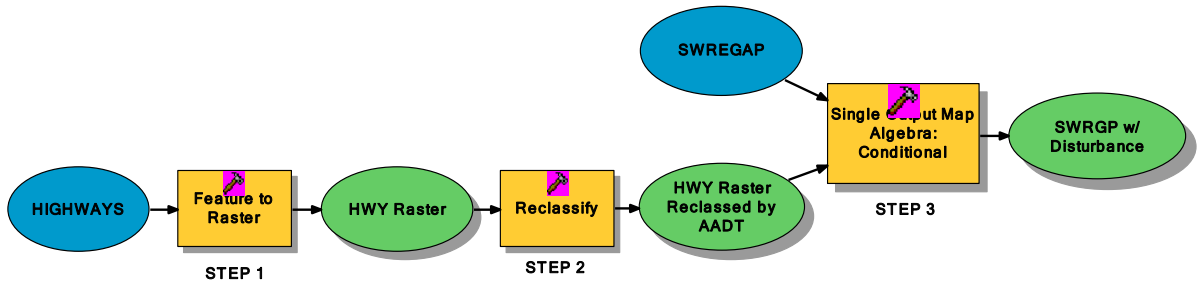 SWREGAP
Single Output Map
Algebra:
Conditional
SWRGP w/
Disturbance
STEP 3
HIGHWAYS
Feature to
Raster
STEP 1
HWY Raster
Reclassify
STEP 2
HWY Raster
Reclassed by
AADT